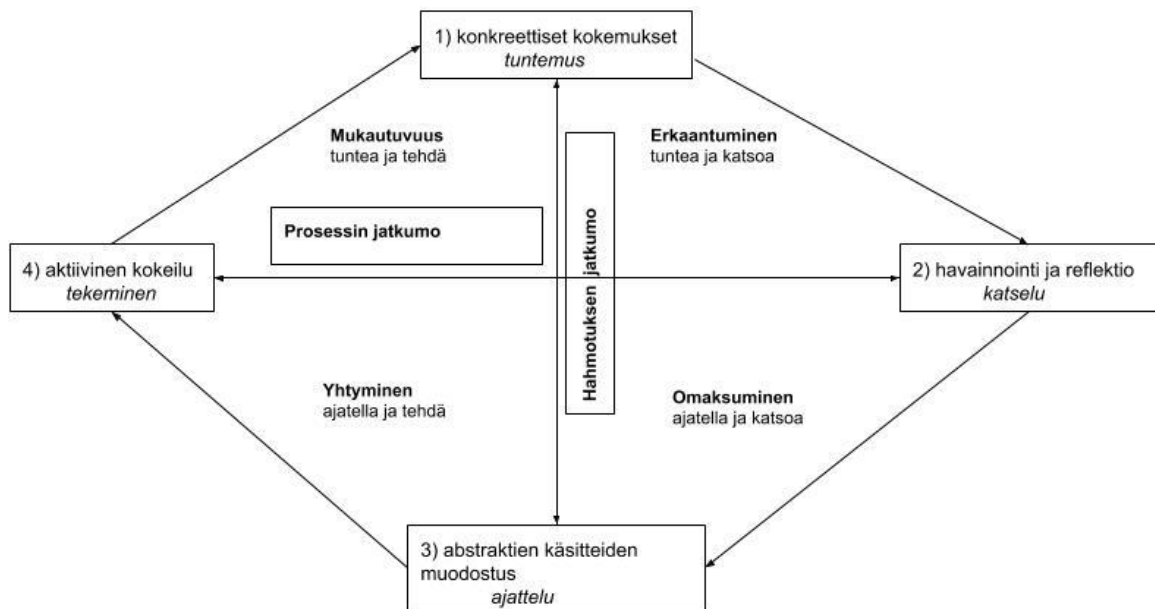 1) konkreettiset kokemukset
tuntemus
Mukautuvuus
tuntea ja tehdä
Erkaantuminen
tuntea ja katsoa
Prosessin jatkumo
Hahmotuksen jatkumo
4) aktiivinen kokeilu
tekeminen
2) havainnointi ja reflektio
katselu
Yhtyminen
ajatella ja tehdä
Omaksuminen
ajatella ja katsoa
3) abstraktien käsitteiden
muodostus
ajattelu